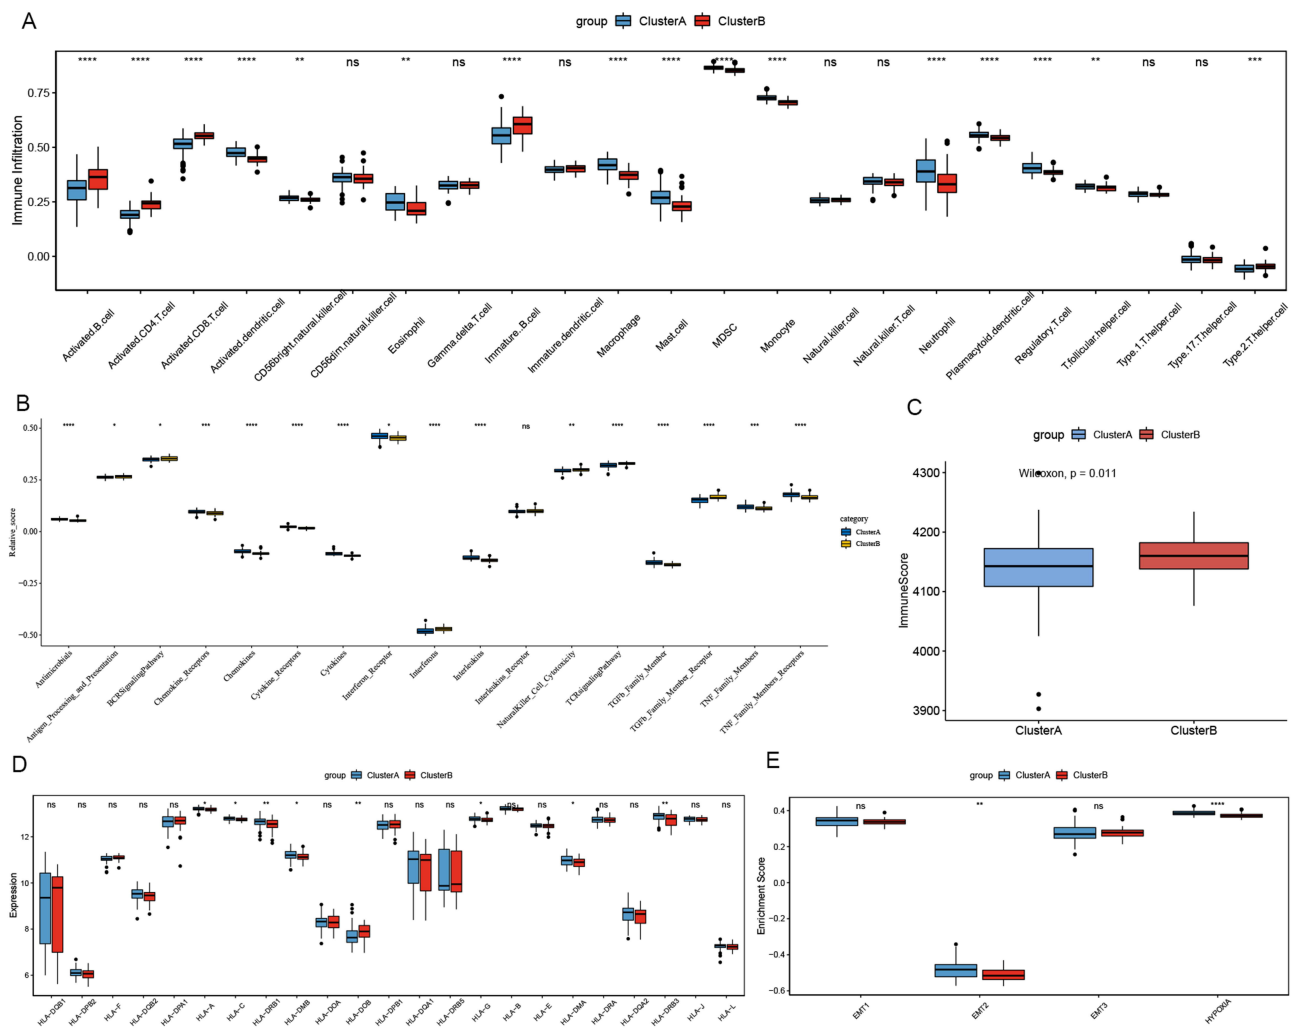 A
group ClusterA ClusterB
**** **** **** **** ** ns ** ns **** ns **** **** **** **** ns ns **** **** **** ** ns ns ***
Immune Infiltration
0.75
0.50
0.25
0.00
Activated.B.cell
Activated.CD4.T.cell
Activated.CD8.T.cell
Activated.dendritic.cell
CD56bright.natural.killer.cell
CD56dim.natural.killer.cell
Eosinophil
Gamma.delta.T.cell
Immature..B.cell
Immature.dendritic.cell
Macrophage
Mast.cell
MDSC
Monocyte
Natural.killer.cell
Natural.killer.T.cell
Neutrophil
Plasmacytoid.dendritic.cell
Regulatory.T.cell
T.follicular.helper.cell
Type.1.T.helper.cell
Type.17.T.helper.cell
Type.2.T.helper.cell
B
**** * * *** **** **** **** * **** **** ns ** **** **** **** *** ****
Relative_socre
0.50
0.25
0.00
−0.25
−0.50
category
ClusterA
ClusterB
Antimicrobials
Antigen_Processing_and_Presentation
BCRSignalingPathway
Chemokine_Receptors
Chemokines
Cytokine_Receptors
Cytokines
Interferon_Receptor
Interferons
Interleukins
Interleukins_Receptor
NaturalKiller_Cell_Cytotoxicity
TCRsignalingPathway
TGFb_Family_Member
TGFb_Family_Member_Receptor
TNF_Family_Members
TNF_Family_Members_Receptors
C
group ClusterA ClusterB
Wilcoxon, p = 0.011
ImmuneScore
4300
4200
4100
4000
3900
ClusterA ClusterB
D
group ClusterA ClusterB
ns ns ns ns ns * * ** * ns ** ns ns ns * ns ns * ns ns ** ns ns
Expression
12
10
8
6
HLA−DQB1
HLA−DPB2
HLA−F
HLA−DQB2
HLA−DPA1
HLA−A
HLA−C
HLA−DRB1
HLA−DMB
HLA−DOA
HLA−DOB
HLA−DPB1
HLA−DQA1
HLA−DRB5
HLA−G
HLA−B
HLA−E
HLA−DMA
HLA−DRA
HLA−DQA2
HLA−DRB3
HLA−J
HLA−L
E
group ClusterA ClusterB
ns ** ns ****
Enrichment Score
0.4
0.2
0.0
−0.2
−0.4
−0.6
EMT1
EMT2
EMT3
HYPOXIA